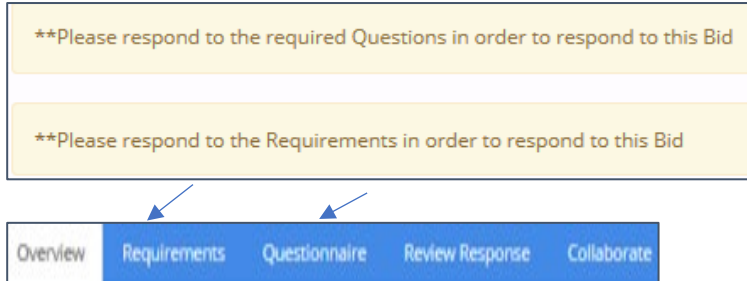 **Please respond to the required Questions in order to respond to this Bid
**Please respond to the Requirements in order to respond to this Bid
Overview Requirements Questionnaire Review Response Collaborate